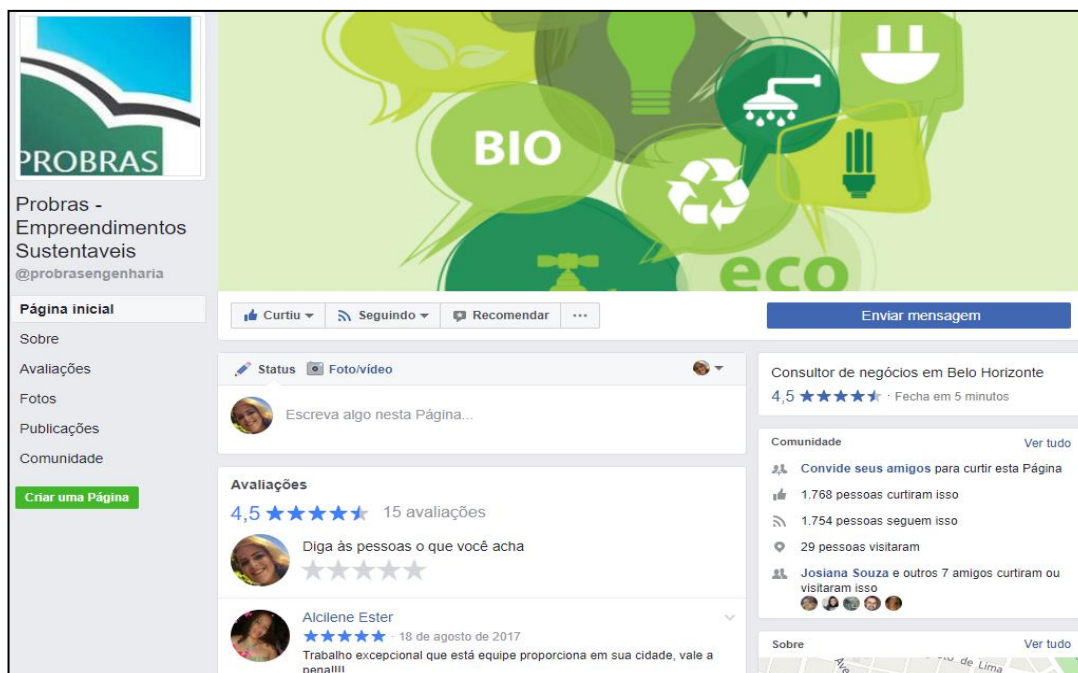 PROBRAS
Probras -
Empreendimentos
Sustentaveis
@probrasengenharia
Página inicial
Sobre
Avaliações
Fotos
Publicações
Comunidade
Criar uma Página
BIO
eco
Curtiu
Seguindo
Recomendar
...
Enviar mensagem
Status
Foto/vídeo
Escreva algo nesta Página...
Avaliações
4,5 15 avaliações
Diga às pessoas o que você acha
Alcilene Ester
· 18 de agosto de 2017
Trabalho excepcional que está equipe proporciona em sua cidade, vale a
pena!!!!
Consultor de negócios em Belo Horizonte
4,5 · Fecha em 5 minutos
Comunidade Ver tudo
Convide seus amigos para curtir esta Página
1.768 pessoas curtiram isso
1.754 pessoas seguem isso
29 pessoas visitaram
Josiana Souza e outros 7 amigos curtiram ou
visitaram isso
Sobre Ver tudo
de Lima